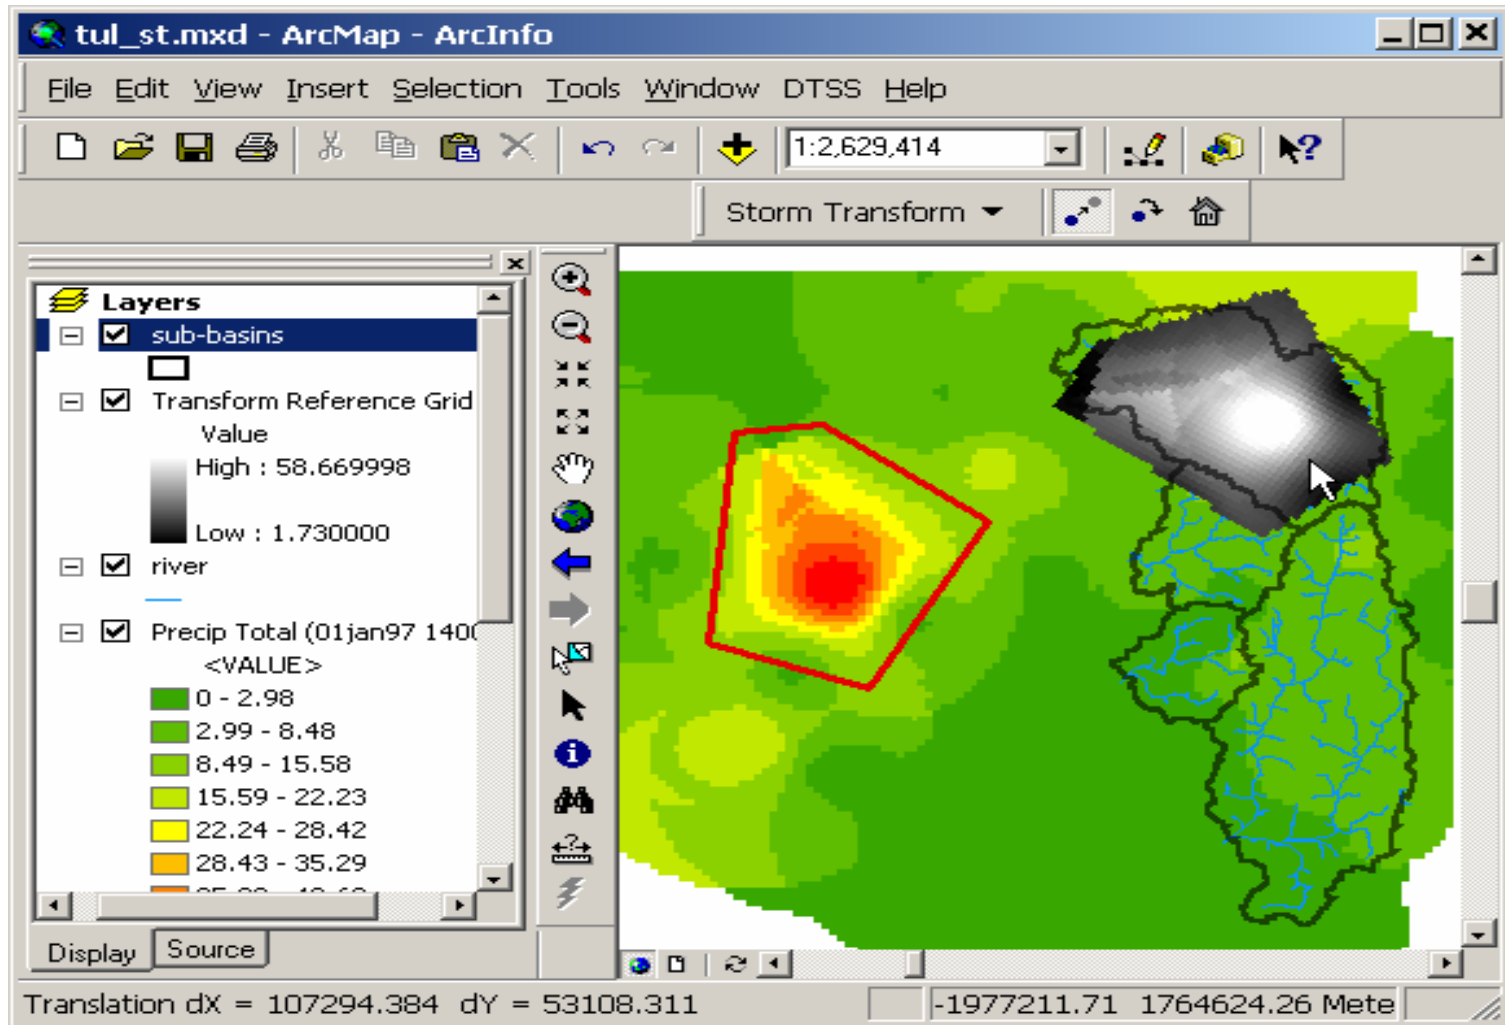 tul_st.mxd - ArcMap - ArcInfo
File Edit View Insert Selection Tools Window DTSS Help
1:2,629,414
Storm Transform
Layers
sub-basins
Transform Reference Grid
Value
High : 58.669998
Low : 1.730000
river
Precip Total (01jan97 140
<VALUE>
0 - 2.98
2.99 - 8.48
8.49 - 15.58
15.59 - 22.23
22.24 - 28.42
28.43 - 35.29
Display Source
Translation dX = 107294.384 dY = 53108.311
-1977211.71 1764624.26 Mete